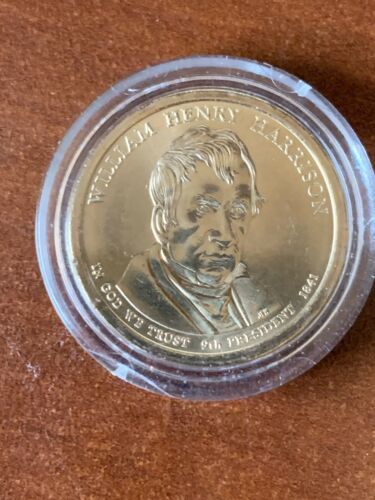 WILLIAM HENRY HARRISON
IN GOD WE TRUST 9th PRESIDENT 1841